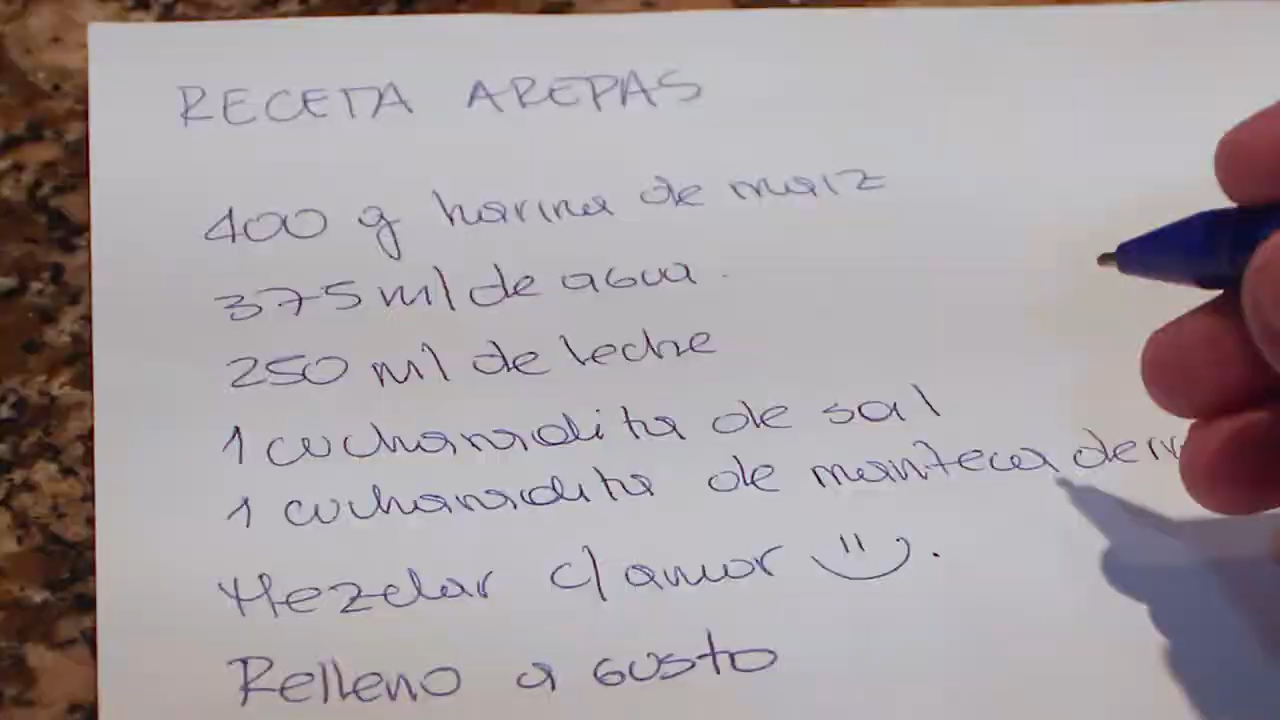 RECETA AREPAS
400 g harina de maiz
375 ml de agua
250 ml de leche
1 cucharadita de sal
1 cucharadita de manteca
Mezclar c/ amor
Relleno a gusto